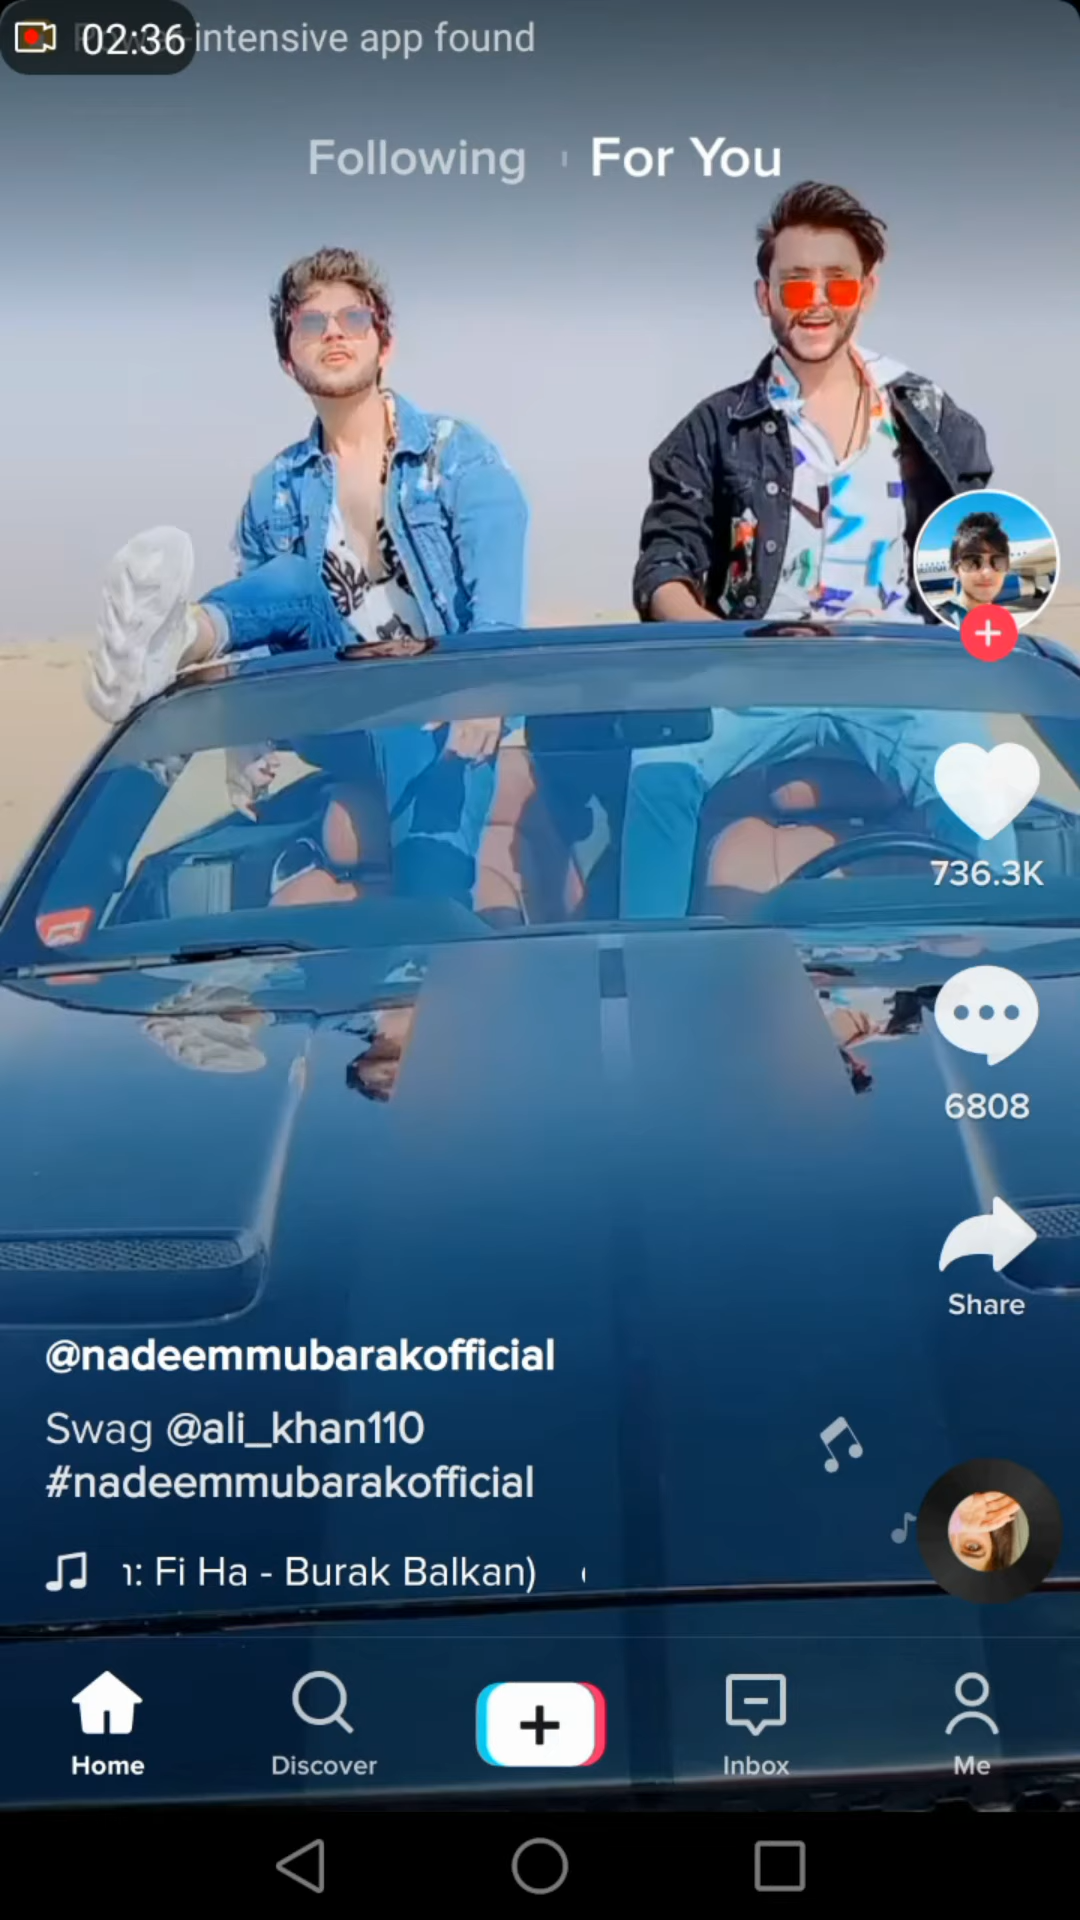 02:36
-intensive app found
Following
For You
736.3K
6808
Share
@nadeemmubarakofficial
Swag @ali_khan110
#nadeemmubarakofficial
: Fi Ha - Burak Balkan)
Home
Discover
Inbox
Me